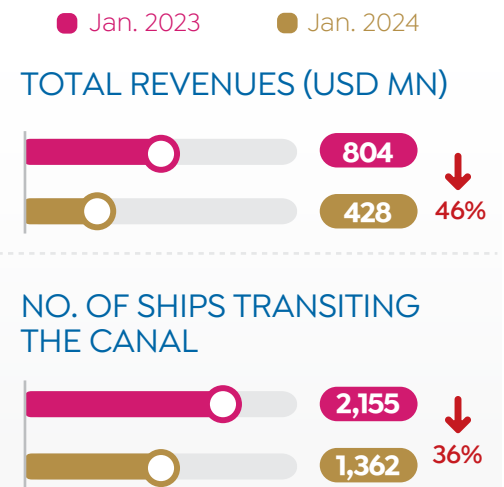 Jan. 2023 Jan. 2024
TOTAL REVENUES (USD MN)
804
428
46%
NO. OF SHIPS TRANSITING
THE CANAL
2,155
1,362
36%